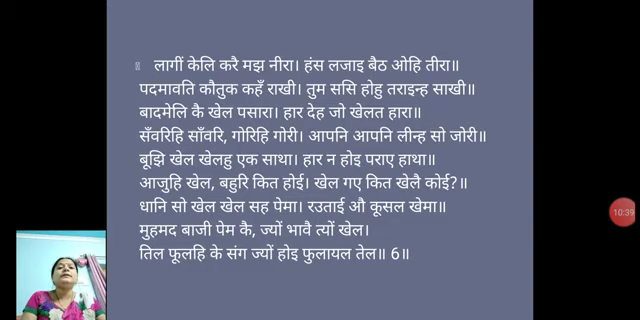 लागीं केलि करै मझ नीरा। हंस लजाइ बैठ ओहि तीरा॥
पदमावति कौतुक कहँ राखी। तुम ससि होहु तराइन्ह साखी॥
बादमेलि कै खेल पसारा। हार देह जो खेलत हारा॥
सँवरिहि साँवरि, गोरिहि गोरी। आपनि आपनि लीन्ह सो जोरी॥
बूझि खेल खेलहु एक साथा। हार न होइ पराए हाथा॥
आजुहि खेल, बहुरि कित होई। खेल गए कित खेलै कोई?॥
धानि सो खेल खेल सह पेमा। रउताई औ कूसल खेमा॥
मुहमद बाजी पेम कै, ज्यों भावै त्यों खेल।
तिल फूलहि के संग ज्यों होइ फुलायल तेल॥ 6॥
10:39